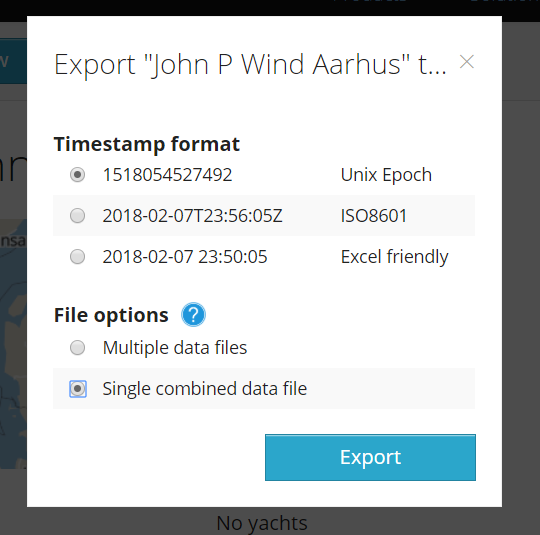 Export "John P Wind Aarhus" t...
Timestamp format
1518054527492 Unix Epoch
2018-02-07T23:56:05Z ISO8601
2018-02-07 23:50:05 Excel friendly
File options ?
Multiple data files
Single combined data file
Export
No yachts